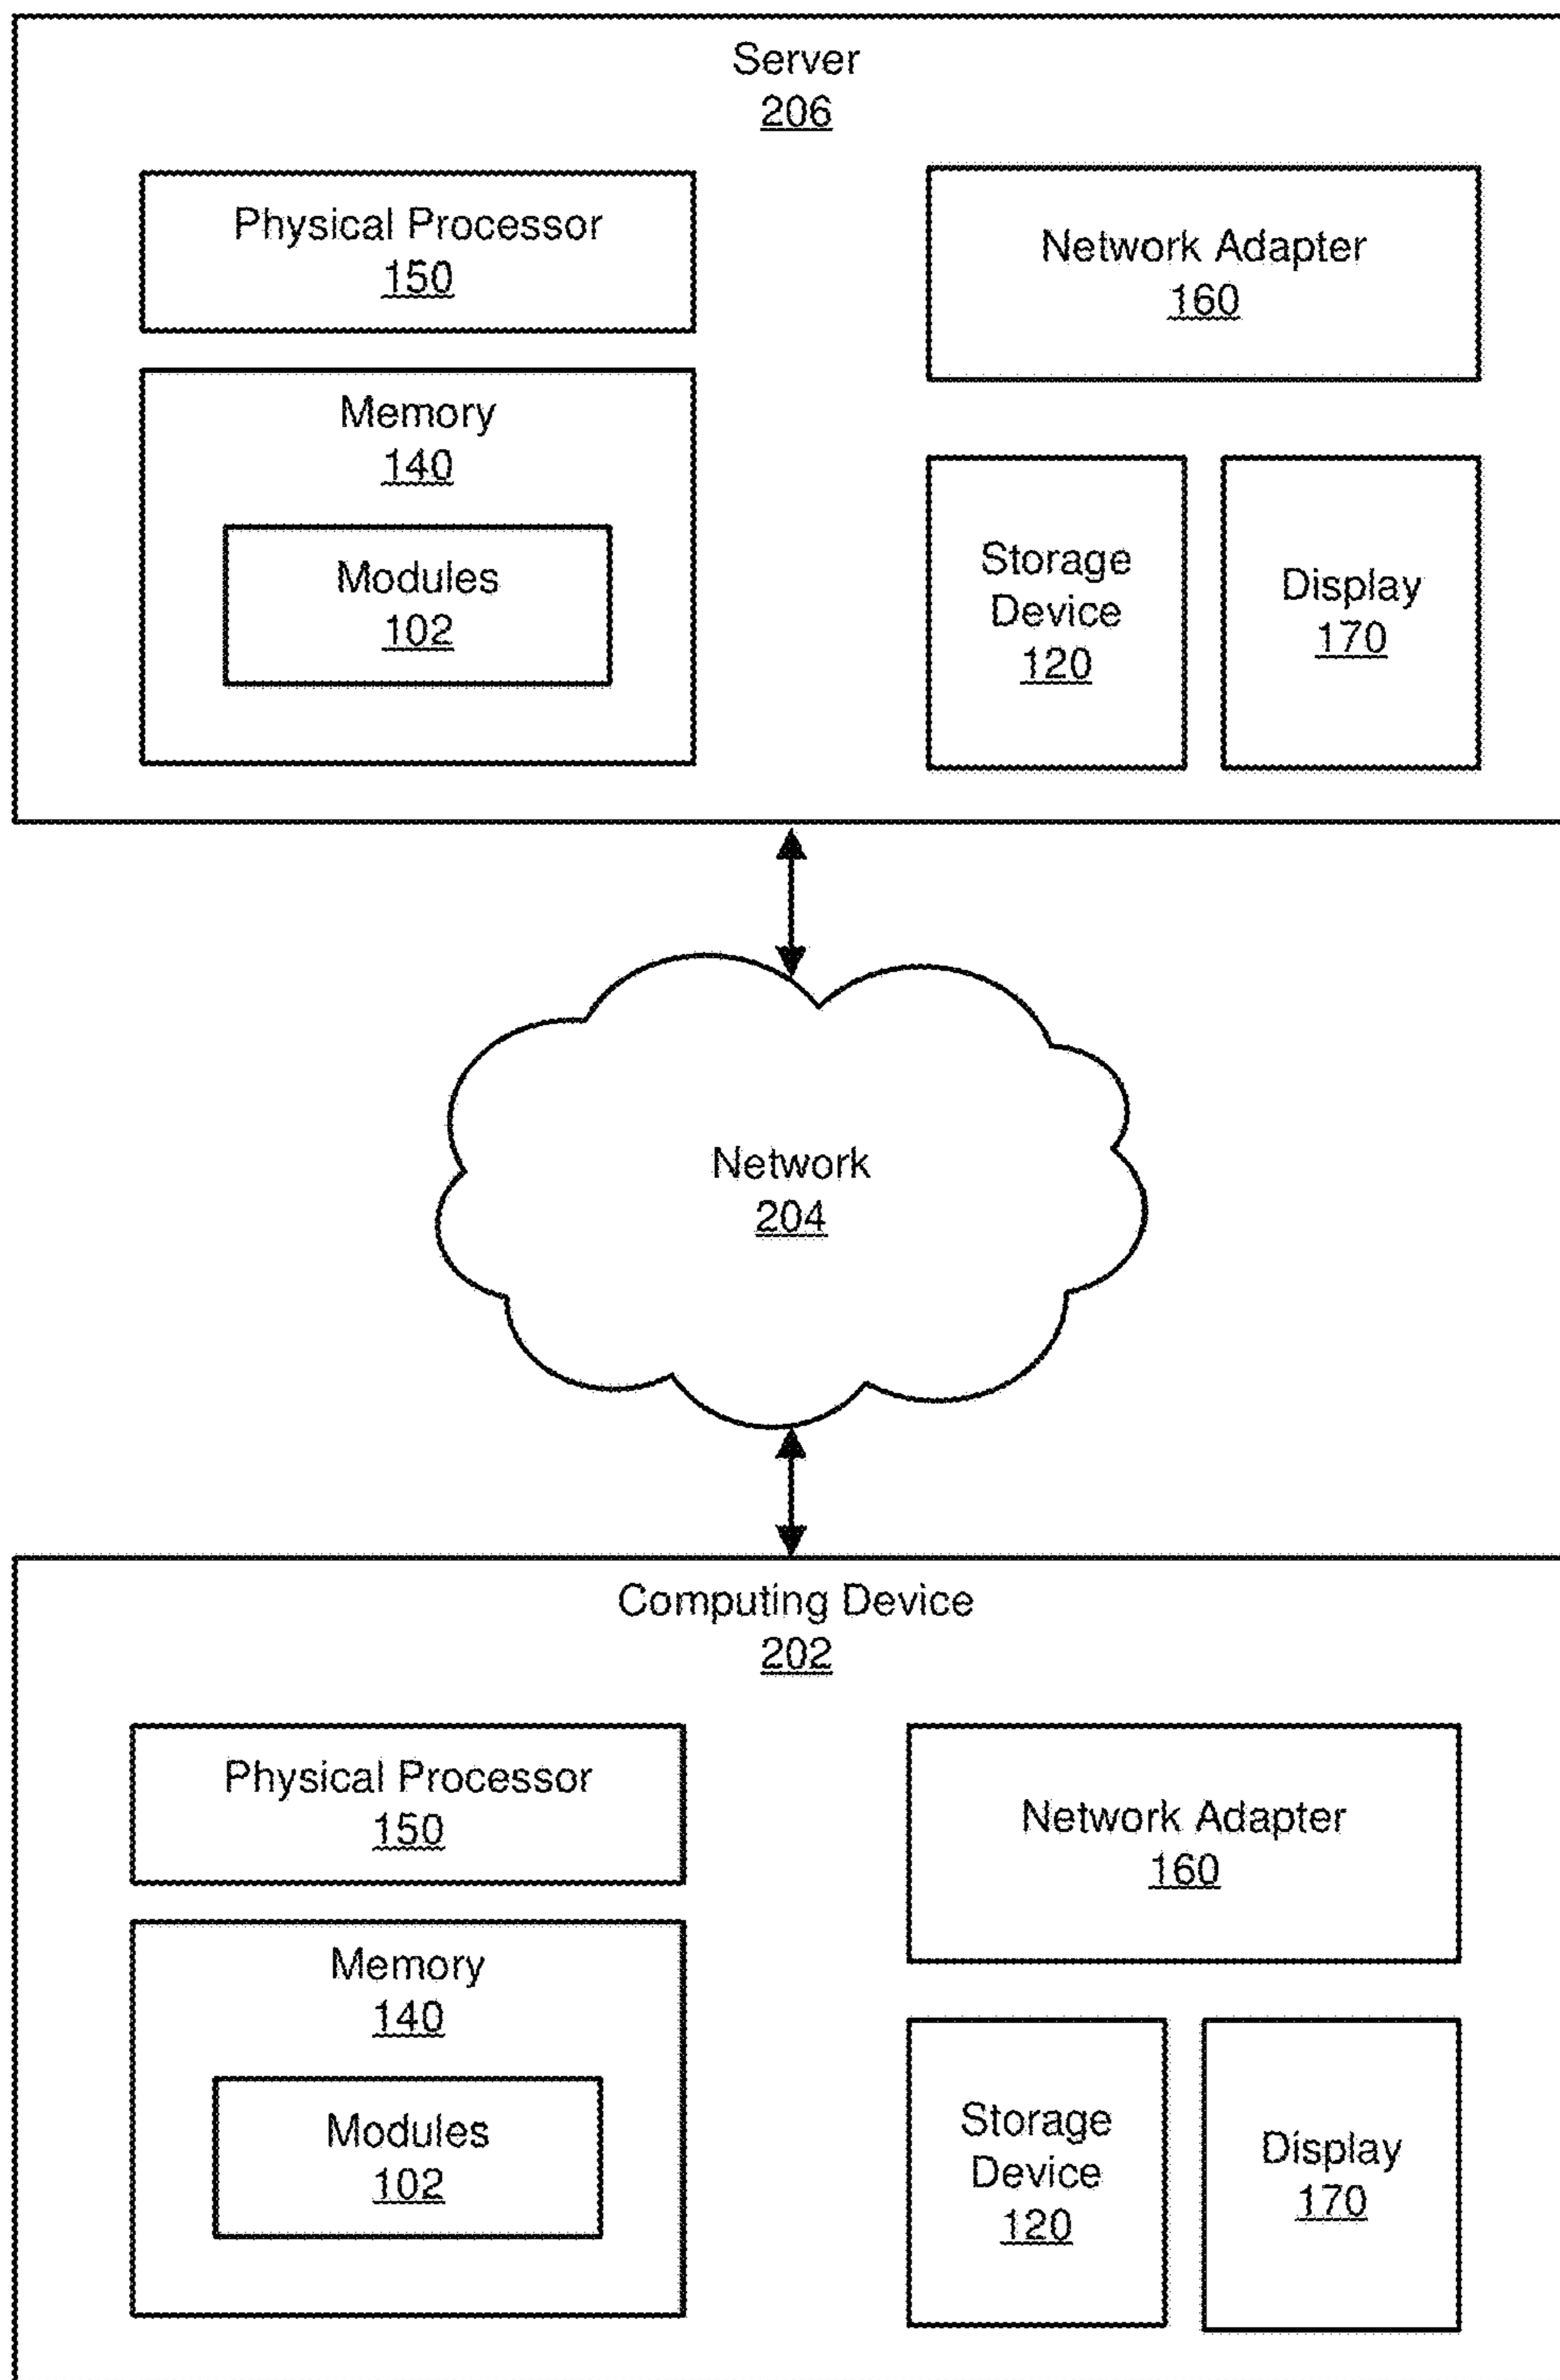 Server
206
Physical Processor
150
Network Adapter
160
Memory
140
Modules
102
Storage
Device
120
Display
170
Network
204
Computing Device
202
Physical Processor
150
Network Adapter
160
Memory
140
Modules
102
Storage
Device
120
Display
170